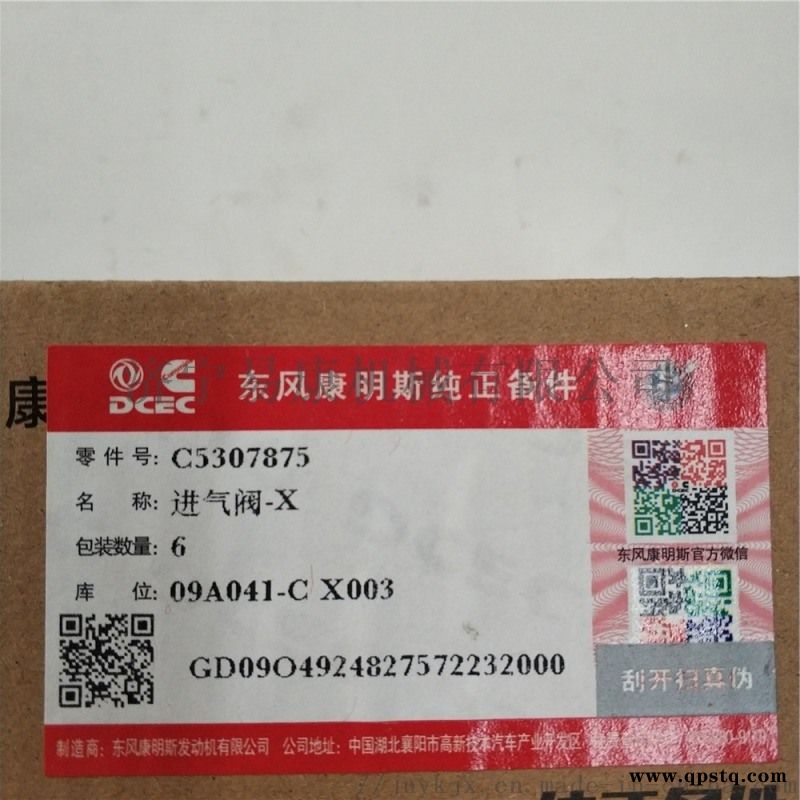 东风康明斯纯正备件
DCEC
康
零件号: C5307875
名 称: 进气阀-X
包装数量: 6
库 位: 09A041-C X003
GD09O4924827572232000
东风康明斯官方微信
刮开扫真伪
制造商: 东风康明斯发动机有限公司 公司地址: 中国湖北襄阳市高新技术汽车产业开发区
www.qpstq.com